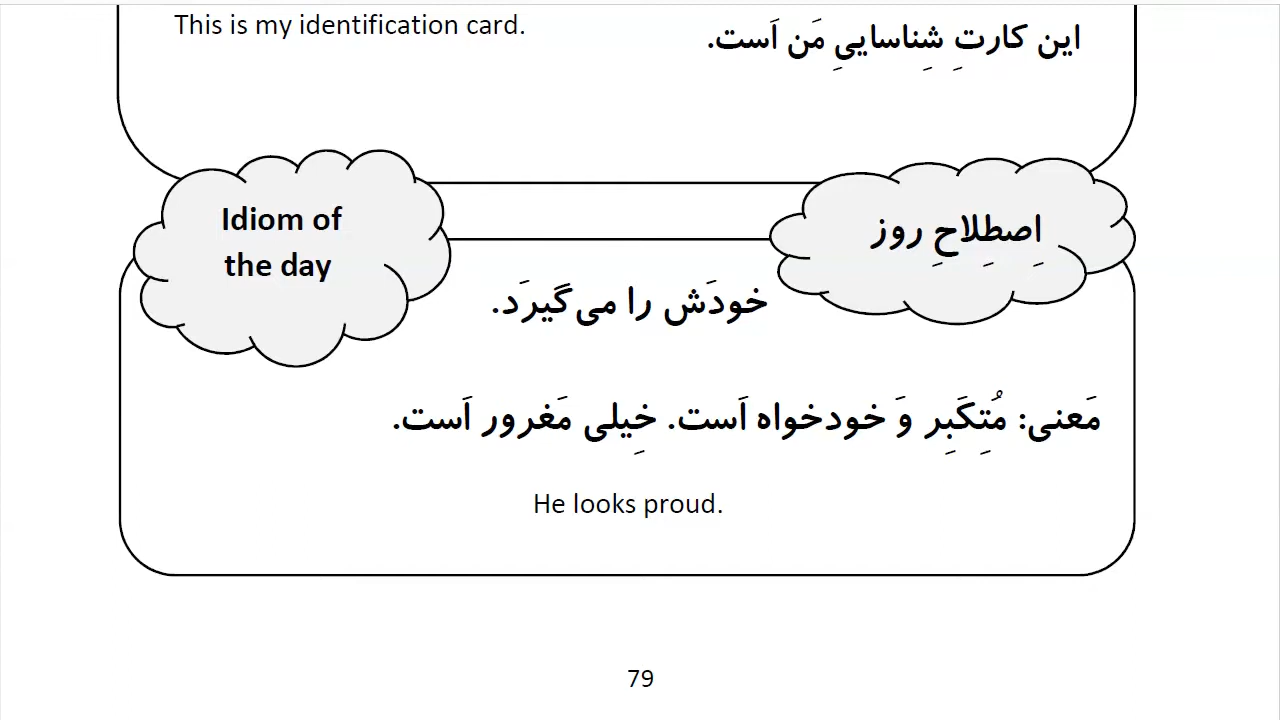 This is my identification card.
این کارتِ شِناساییِ مَن اَست.
Idiom of
the day
اِصطِلاحِ روز
خودَش را می‌گیرَد.
مَعنی: مُتِکَبِر وَ خودخواه اَست. خِیلی مَغرور اَست.
He looks proud.
79